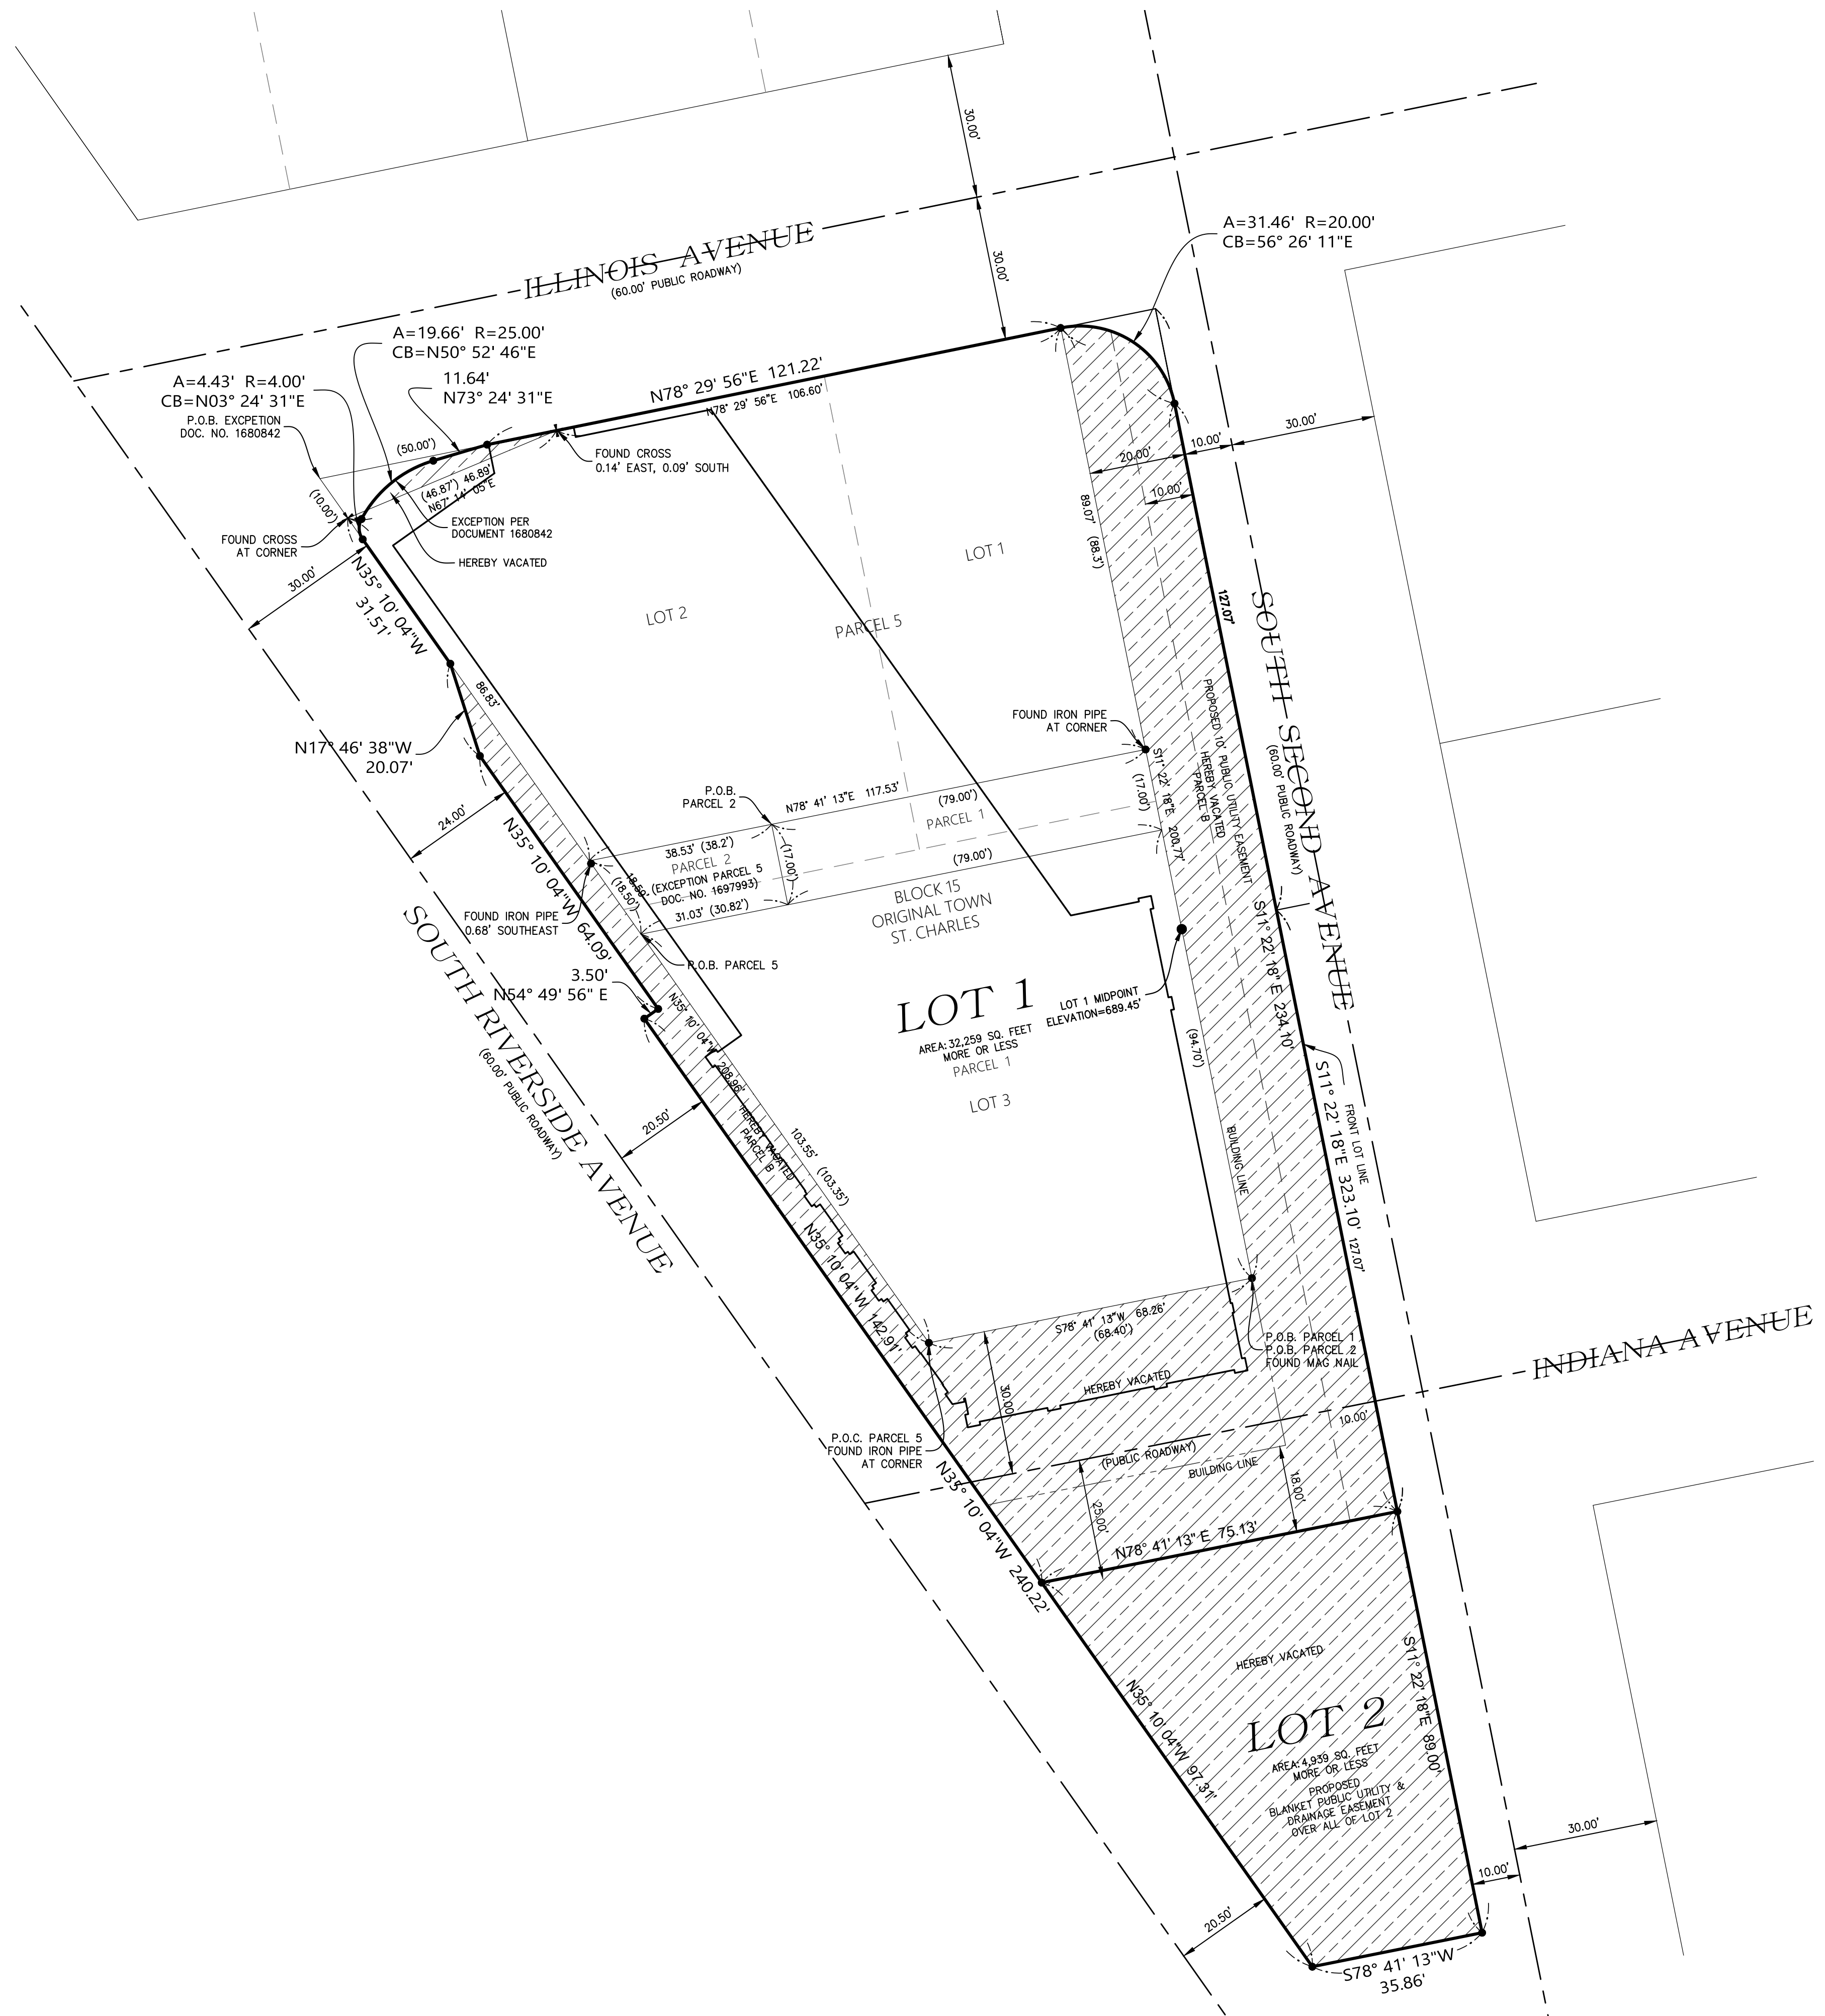 30.00'
A=31.46' R=20.00'
CB=56° 26' 11"E
ILLINOIS AVENUE
(60.00' PUBLIC ROADWAY)
30.00'
A=19.66' R=25.00'
CB=N50° 52' 46"E
11.64'
N73° 24' 31"E
A=4.43' R=4.00'
CB=N03° 24' 31"E
P.O.B. EXCPETION
DOC. NO. 1680842
N78° 29' 56"E 121.22'
N78° 29' 56"E 106.60'
(50.00')
(46.87') 46.89'
N67° 14' 05"E
(10.00')
FOUND CROSS
0.14' EAST, 0.09' SOUTH
30.00'
10.00'
20.00'
10.00'
EXCEPTION PER
DOCUMENT 1680842
FOUND CROSS
AT CORNER
HEREBY VACATED
30.00'
N35° 10' 04"W
31.51'
LOT 1
LOT 2
PARCEL 5
89.07' (88.3')
127.07'
SOUTH SECOND AVENUE
(60.00' PUBLIC ROADWAY)
86.83'
FOUND IRON PIPE
AT CORNER
N17° 46' 38"W
20.07'
PROPOSED 10' PUBLIC UTILITY EASEMENT
HEREBY VACATED
PARCEL B
S11° 22' 18"E 200.77'
(17.00')
P.O.B.
PARCEL 2
N78° 41' 13"E 117.53'
(79.00')
PARCEL 1
24.00'
38.53' (38.2')
PARCEL 2
(EXCEPTION PARCEL 5
DOC. NO. 1697993)
(17.00')
(79.00')
18.50'
(18.50')
31.03' (30.82')
BLOCK 15
ORIGINAL TOWN
ST. CHARLES
FOUND IRON PIPE
0.68' SOUTHEAST
N35° 10' 04"W 64.09'
P.O.B. PARCEL 5
3.50'
N54° 49' 56" E
SOUTH RIVERSIDE AVENUE
(60.00' PUBLIC ROADWAY)
N35° 10' 04"W 208.96'
LOT 1
AREA: 32,259 SQ. FEET
MORE OR LESS
PARCEL 1
LOT 3
LOT 1 MIDPOINT
ELEVATION=689.45'
(94.70')
S11° 22' 18"E 234.10'
20.50'
HEREBY VACATED
PARCEL B
103.55' (103.35')
BUILDING LINE
FRONT LOT LINE
S11° 22' 18"E 323.10'
127.07'
N35° 10' 04"W 142.91'
S78° 41' 13"W 68.26'
(68.40')
P.O.B. PARCEL 1
P.O.B. PARCEL 2
FOUND MAG NAIL
INDIANA AVENUE
HEREBY VACATED
30.00'
10.00'
P.O.C. PARCEL 5
FOUND IRON PIPE
AT CORNER
(PUBLIC ROADWAY)
BUILDING LINE
18.00'
25.00'
N78° 41' 13"E 75.13'
N35° 10' 04"W 240.22'
HEREBY VACATED
S11° 22' 18"E 89.00'
N35° 10' 04"W 97.31'
LOT 2
AREA: 4,939 SQ. FEET
MORE OR LESS
PROPOSED
BLANKET PUBLIC UTILITY &
DRAINAGE EASEMENT
OVER ALL OF LOT 2
30.00'
10.00'
20.50'
S78° 41' 13"W
35.86'